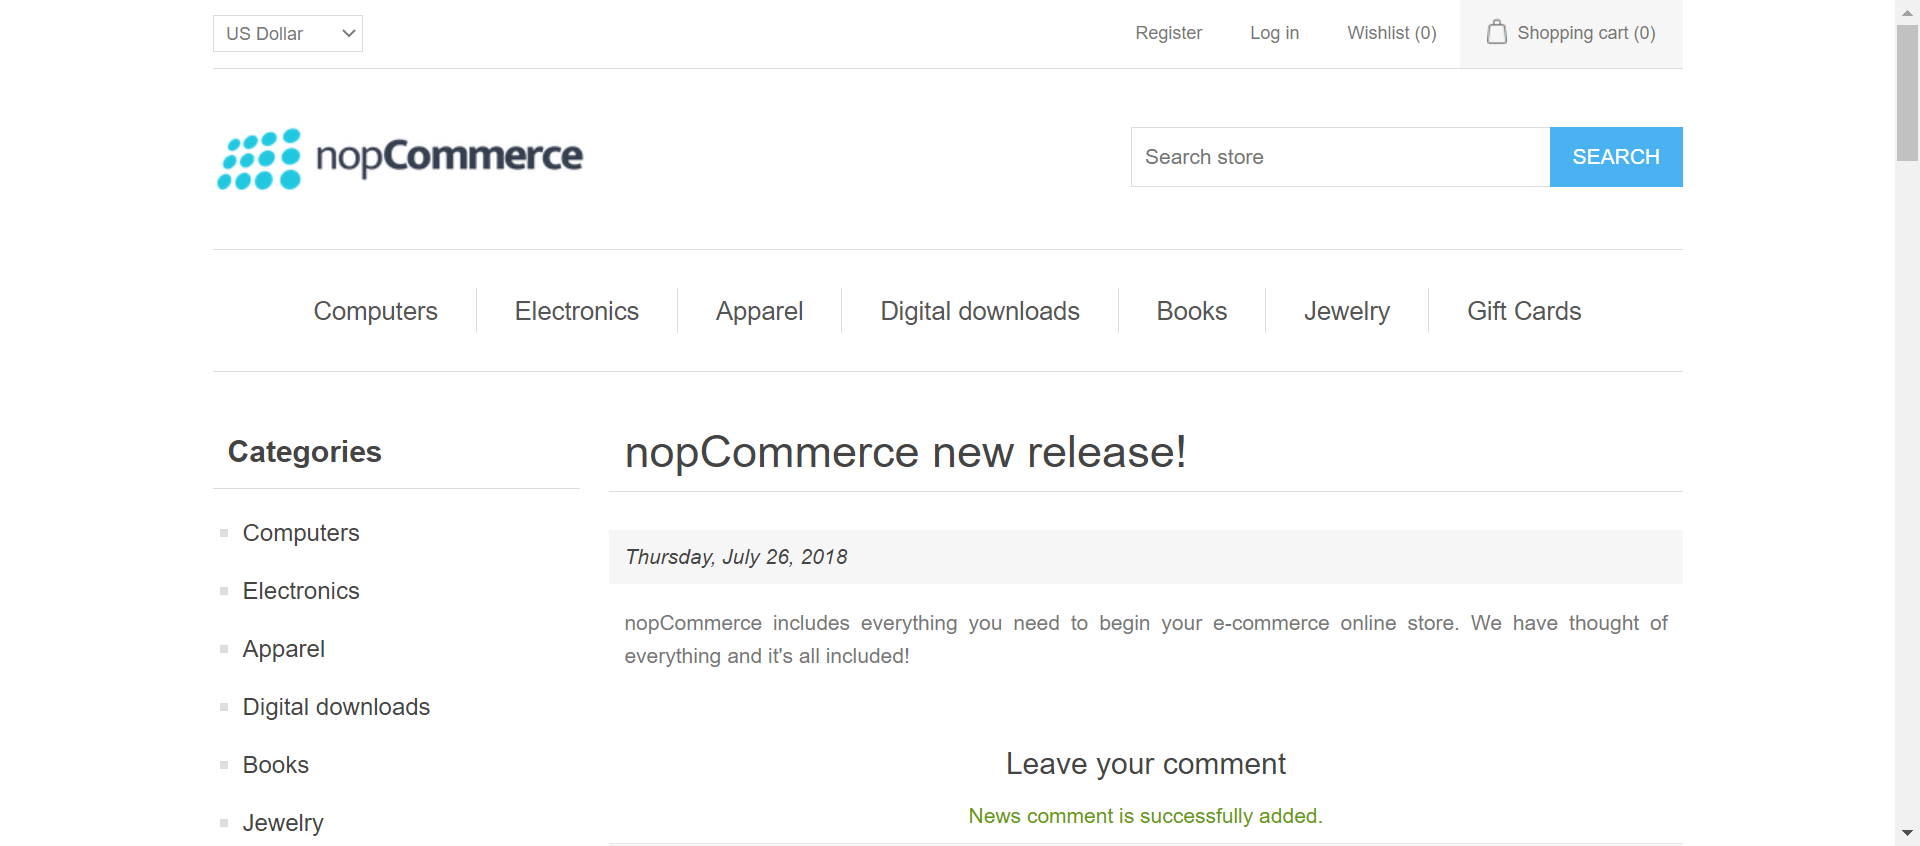 US Dollar
Register
Log in
Wishlist (0)
Shopping cart (0)
nopCommerce
Search store
SEARCH
Computers
Electronics
Apparel
Digital downloads
Books
Jewelry
Gift Cards
Categories
Computers
Electronics
Apparel
Digital downloads
Books
Jewelry
nopCommerce new release!
Thursday, July 26, 2018
nopCommerce includes everything you need to begin your e-commerce online store. We have thought of
everything and it's all included!
Leave your comment
News comment is successfully added.